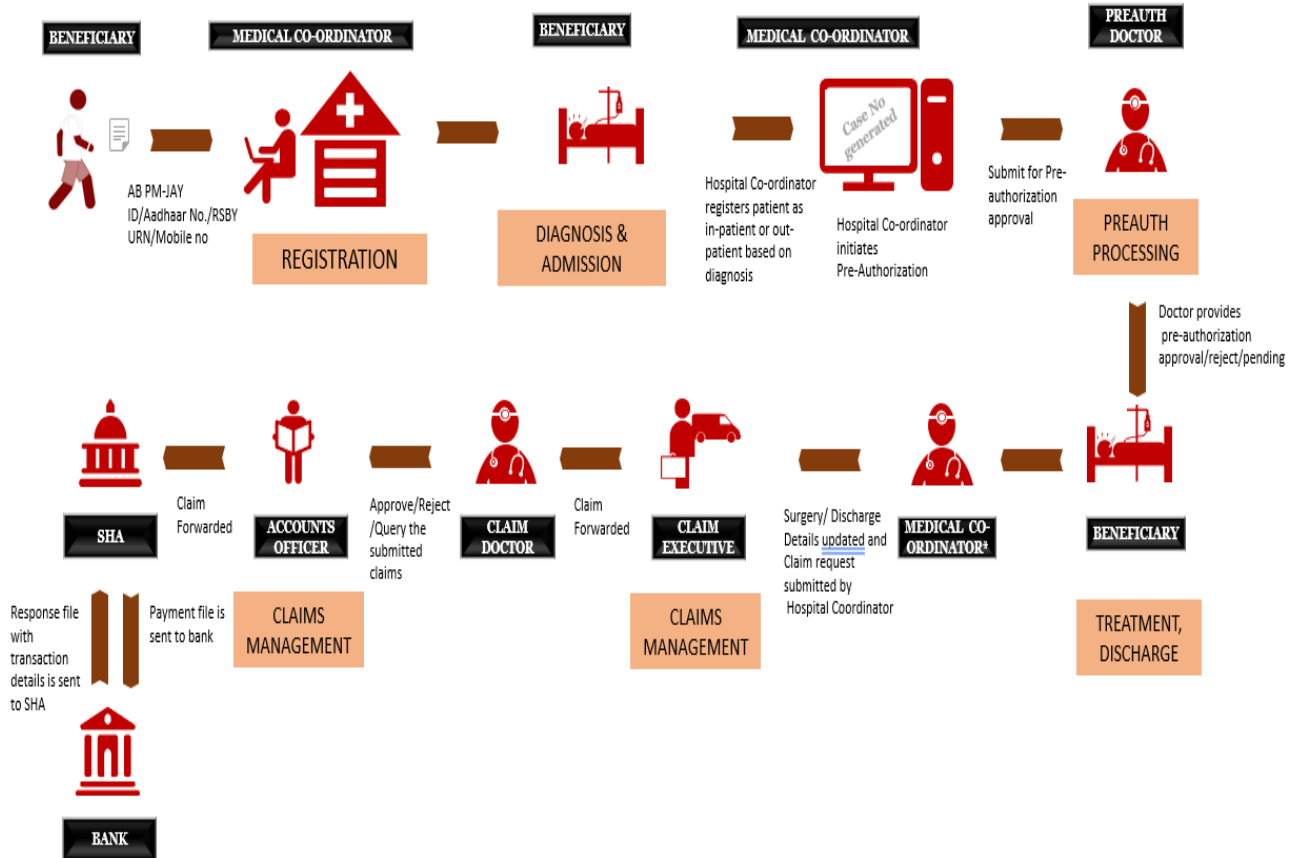 BENEFICIARY
MEDICAL CO-ORDINATOR
BENEFICIARY
MEDICAL CO-ORDINATOR
PREAUTH
DOCTOR
AB PM-JAY
ID/Aadhaar No./RSBY
URN/Mobile no
REGISTRATION
DIAGNOSIS &
ADMISSION
Hospital Co-ordinator
registers patient as
in-patient or out-
patient based on
diagnosis
Case No
generated
Hospital Co-ordinator
initiates
Pre-Authorization
Submit for Pre-
authorization
approval
PREAUTH
PROCESSING
Doctor provides
pre-authorization
approval/reject/pending
BENEFICIARY
TREATMENT,
DISCHARGE
MEDICAL CO-
ORDINATOR*
Surgery/ Discharge
Details updated and
Claim request
submitted by
Hospital Coordinator
CLAIM
EXECUTIVE
CLAIMS
MANAGEMENT
Claim
Forwarded
CLAIM
DOCTOR
Approve/Reject
/Query the
submitted
claims
ACCOUNTS
OFFICER
CLAIMS
MANAGEMENT
Claim
Forwarded
SHA
Payment file is
sent to bank
Response file
with
transaction
details is sent
to SHA
BANK